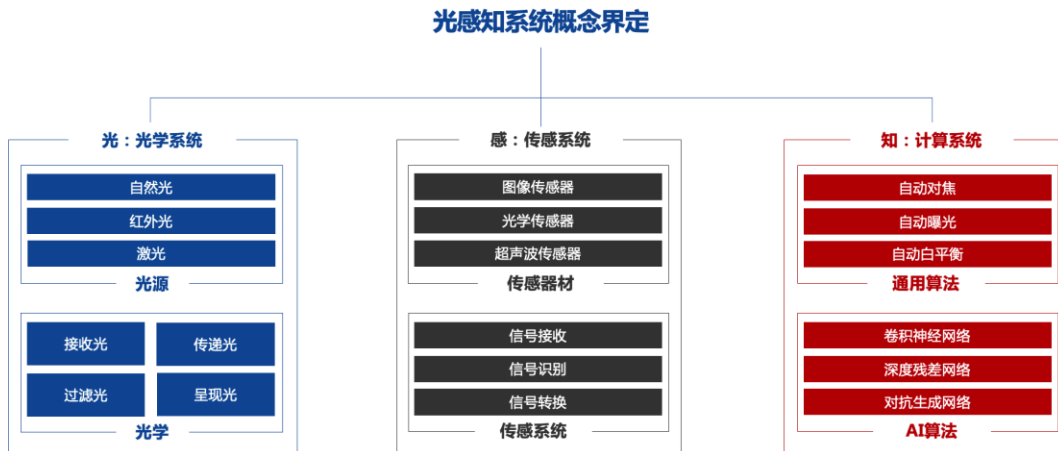 光感知系统概念界定
光：光学系统
自然光
红外光
激光
光源
接收光
传递光
过滤光
呈现光
光学
感：传感系统
图像传感器
光学传感器
超声波传感器
传感器材
信号接收
信号识别
信号转换
传感系统
知：计算系统
自动对焦
自动曝光
自动白平衡
通用算法
卷积神经网络
深度残差网络
对抗生成网络
AI算法